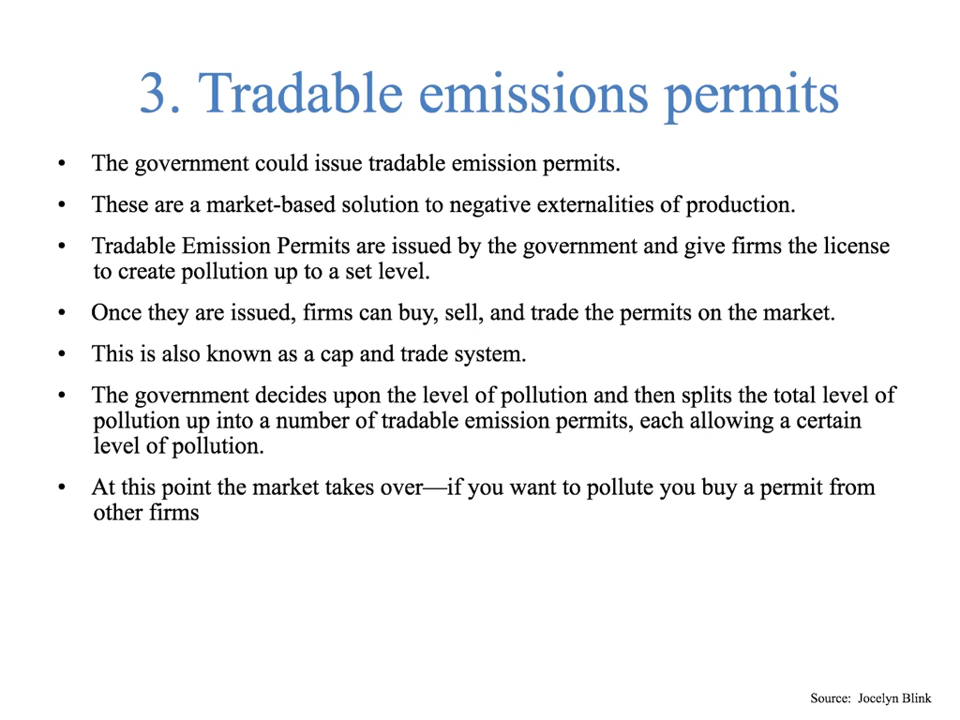 3. Tradable emissions permits
• The government could issue tradable emission permits.
• These are a market-based solution to negative externalities of production.
• Tradable Emission Permits are issued by the government and give firms the license
to create pollution up to a set level.
• Once they are issued, firms can buy, sell, and trade the permits on the market.
• This is also known as a cap and trade system.
• The government decides upon the level of pollution and then splits the total level of
pollution up into a number of tradable emission permits, each allowing a certain
level of pollution.
• At this point the market takes over—if you want to pollute you buy a permit from
other firms
Source: Jocelyn Blink